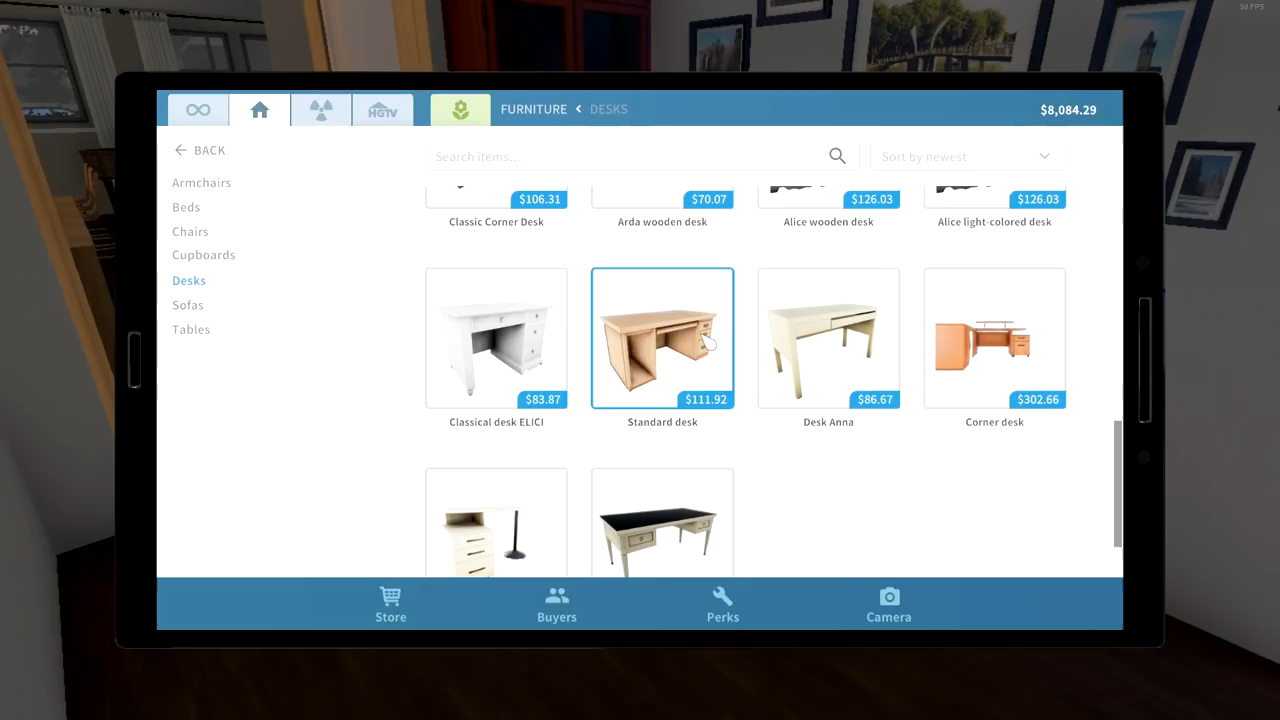 50 FPS
HGTV
FURNITURE < DESKS
$8,084.29
BACK
Search items...
Sort by newest
Armchairs
Beds
Chairs
Cupboards
Desks
Sofas
Tables
$106.31
$70.07
$126.03
$126.03
Classic Corner Desk
Arda wooden desk
Alice wooden desk
Alice light-colored desk
$83.87
$111.92
$86.67
$302.66
Classical desk ELICI
Standard desk
Desk Anna
Corner desk
Store
Buyers
Perks
Camera